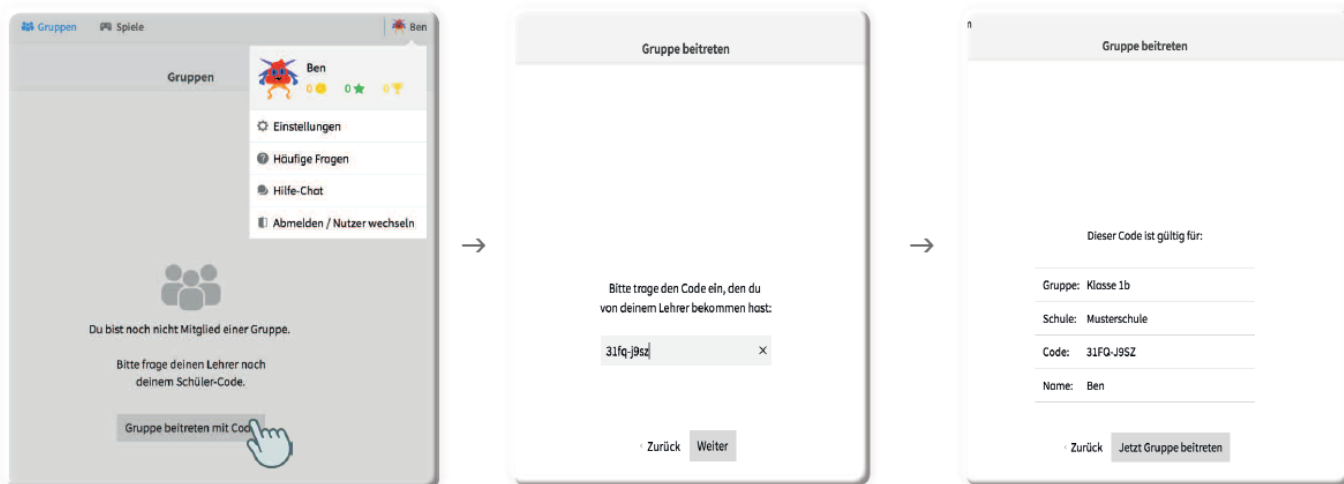 Gruppen Spiele Ben
Gruppen
Ben
0 0 0
Einstellungen
Häufige Fragen
Hilfe-Chat
Abmelden / Nutzer wechseln
Du bist noch nicht Mitglied einer Gruppe.
Bitte frage deinen Lehrer nach
deinem Schüler-Code.
Gruppe beitreten mit Cod
→
Gruppe beitreten
Bitte trage den Code ein, den du
von deinem Lehrer bekommen hast:
31fq-j9sz ×
‹ Zurück Weiter
→
n
Gruppe beitreten
Dieser Code ist gültig für:
Gruppe: Klasse 1b
Schule: Musterschule
Code: 31FQ-J9SZ
Name: Ben
‹ Zurück Jetzt Gruppe beitreten